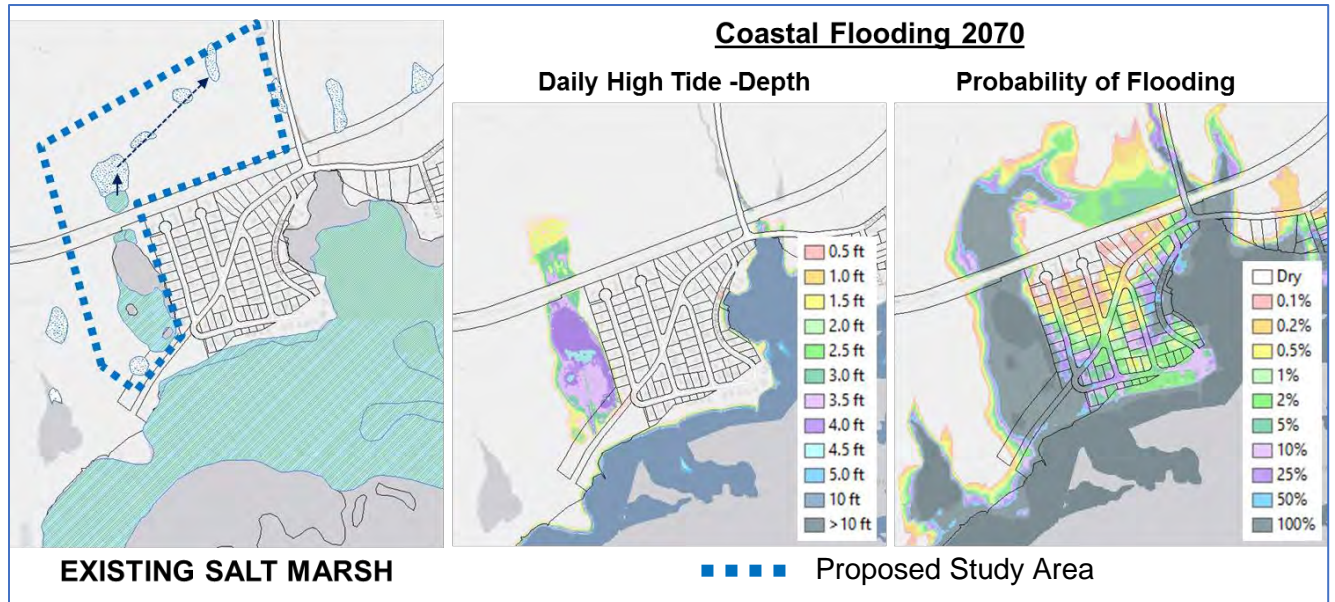 Coastal Flooding 2070
Daily High Tide -Depth
Probability of Flooding
0.5 ft
1.0 ft
1.5 ft
2.0 ft
2.5 ft
3.0 ft
3.5 ft
4.0 ft
4.5 ft
5.0 ft
10 ft
>10 ft
Dry
0.1%
0.2%
0.5%
1%
2%
5%
10%
25%
50%
100%
EXISTING SALT MARSH
Proposed Study Area